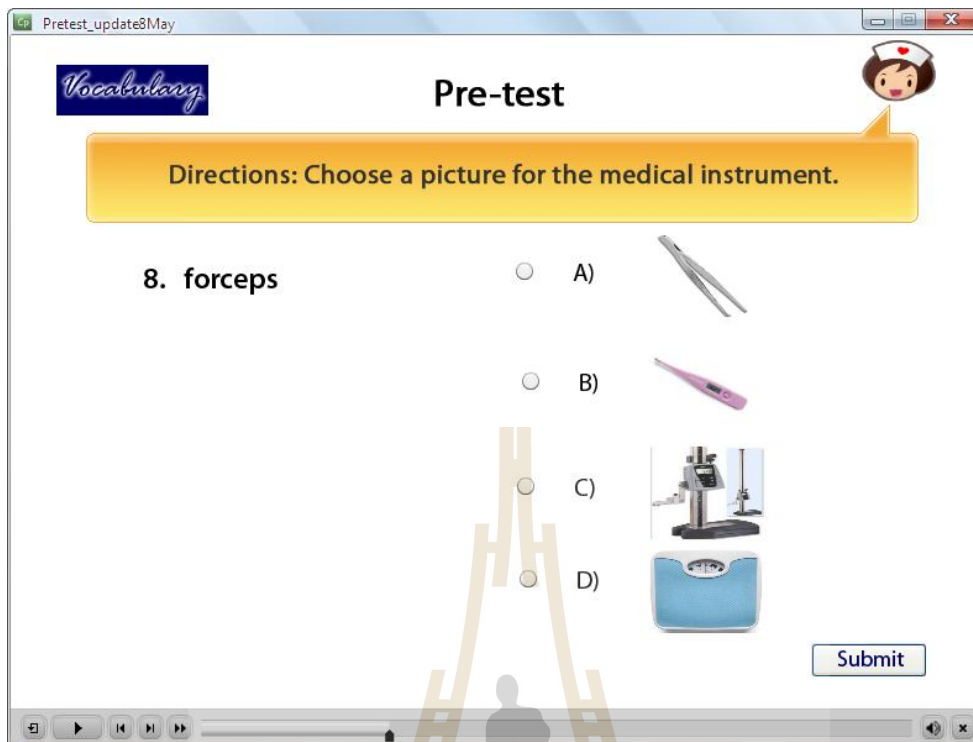 Pretest_update8May
Vocabulary
Pre-test
Directions: Choose a picture for the medical instrument.
8. forceps
A)
B)
C)
D)
Submit